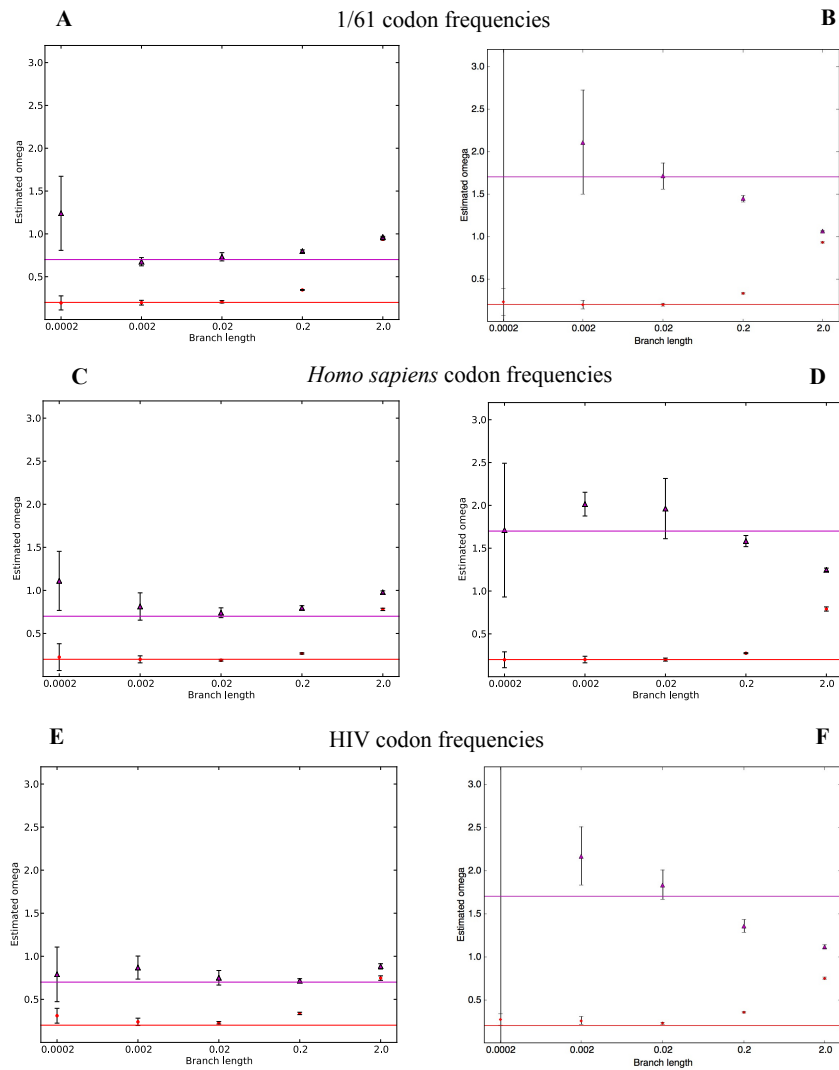 A 1/61 codon frequencies B
3.0
2.5
2.0
1.5
1.0
0.5
Estimated omega
0.0002 0.002 0.02 0.2 2.0
Branch length
3.0
2.5
2.0
1.5
1.0
0.5
Estimated omega
0.0002 0.002 0.02 0.2 2.0
Branch length
C Homo sapiens codon frequencies D
3.0
2.5
2.0
1.5
1.0
0.5
Estimated omega
0.0002 0.002 0.02 0.2 2.0
Branch length
3.0
2.5
2.0
1.5
1.0
0.5
Estimated omega
0.0002 0.002 0.02 0.2 2.0
Branch length
E HIV codon frequencies F
3.0
2.5
2.0
1.5
1.0
0.5
Estimated omega
0.0002 0.002 0.02 0.2 2.0
Branch length
3.0
2.5
2.0
1.5
1.0
0.5
Estimated omega
0.0002 0.002 0.02 0.2 2.0
Branch length